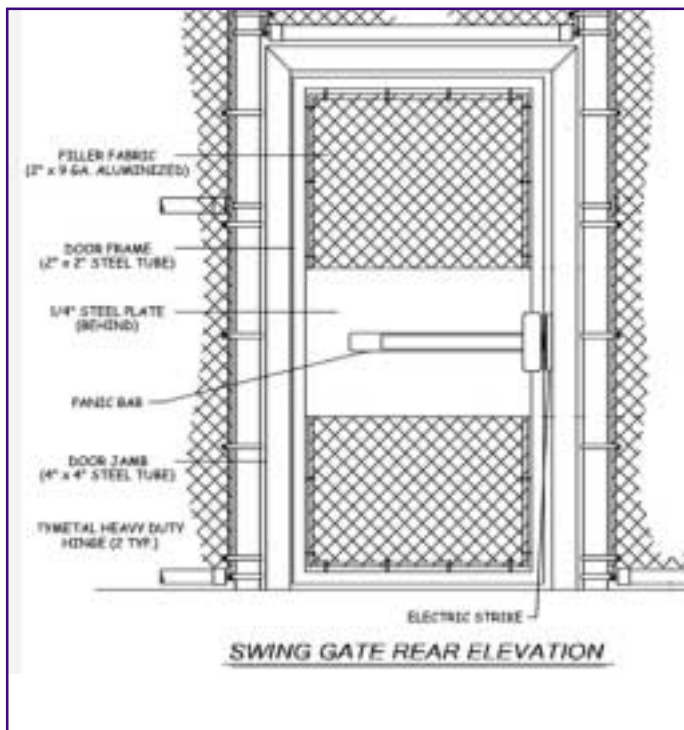 FILLER FABRIC
(2" x 9 GA. ALUMINIZED)
DOOR FRAME
(2" x 2" STEEL TUBE)
1/4" STEEL PLATE
(BEHIND)
PANIC BAR
DOOR JAMB
(4" x 4" STEEL TUBE)
TYMETAL HEAVY DUTY
HINGE (2 TYP.)
ELECTRIC STRIKE
SWING GATE REAR ELEVATION